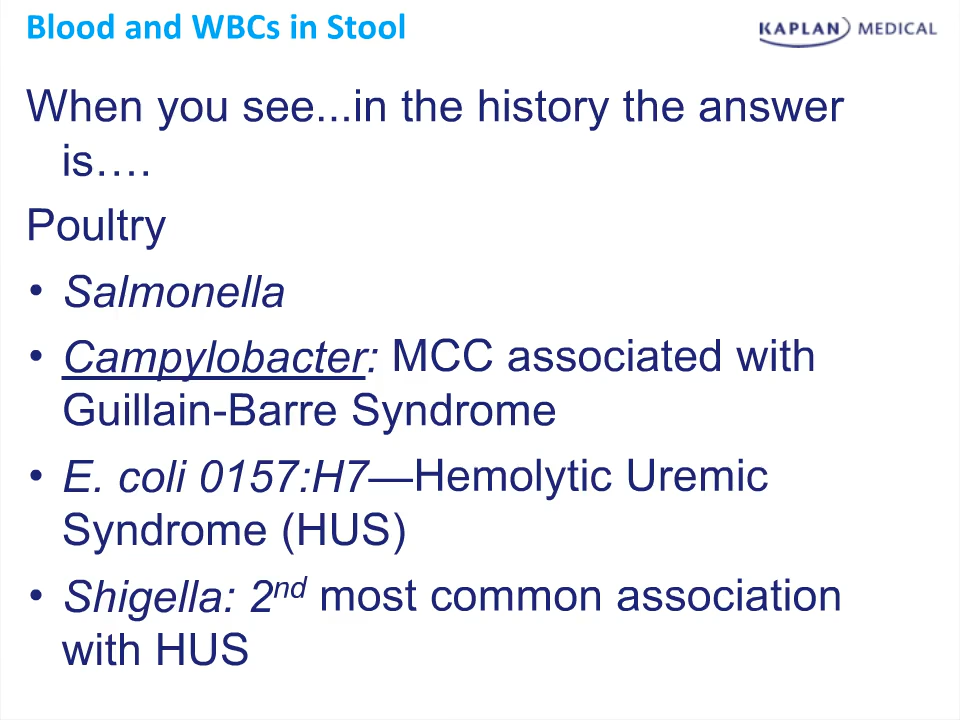 Blood and WBCs in Stool
KAPLAN MEDICAL
When you see...in the history the answer
is….
Poultry
• Salmonella
• Campylobacter: MCC associated with
Guillain-Barre Syndrome
• E. coli 0157:H7—Hemolytic Uremic
Syndrome (HUS)
• Shigella: 2nd most common association
with HUS